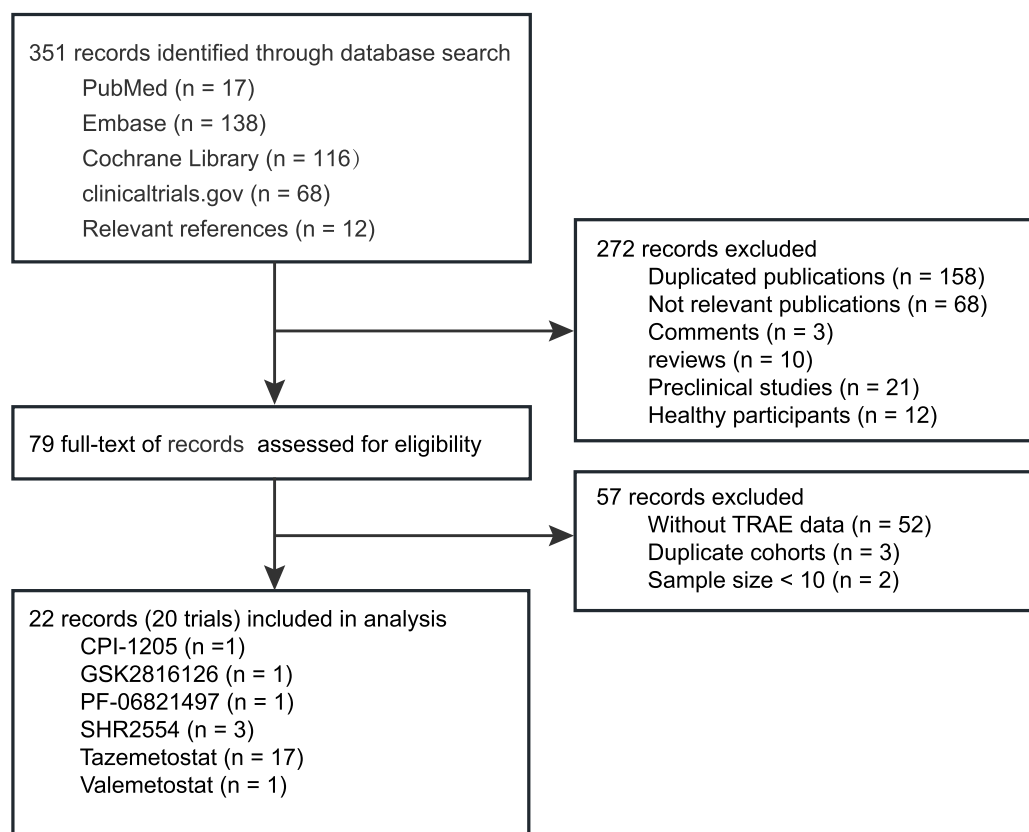 351 records identified through database search
PubMed (n = 17)
Embase (n = 138)
Cochrane Library (n = 116）
clinicaltrials.gov (n = 68)
Relevant references (n = 12)
272 records excluded
Duplicated publications (n = 158)
Not relevant publications (n = 68)
Comments (n = 3)
reviews (n = 10)
Preclinical studies (n = 21)
Healthy participants (n = 12)
79 full-text of records assessed for eligibility
57 records excluded
Without TRAE data (n = 52)
Duplicate cohorts (n = 3)
Sample size < 10 (n = 2)
22 records (20 trials) included in analysis
CPI-1205 (n =1)
GSK2816126 (n = 1)
PF-06821497 (n = 1)
SHR2554 (n = 3)
Tazemetostat (n = 17)
Valemetostat (n = 1)